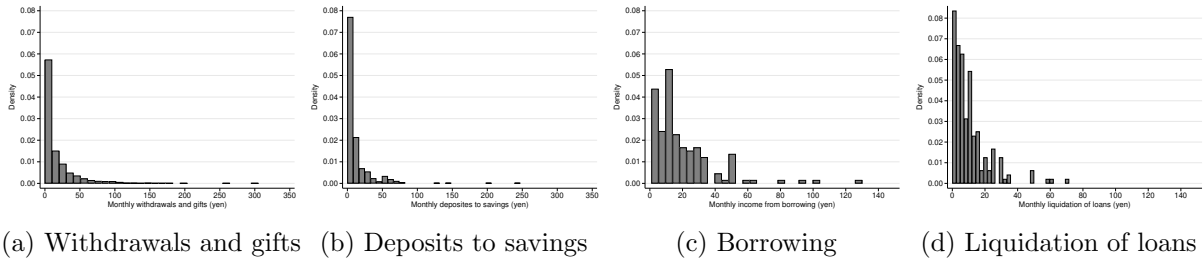 Density
0.08
0.07
0.06
0.05
0.04
0.03
0.02
0.01
0.00
0 50 100 150 200 250 300 350
Monthly withdrawals and gifts (yen)
(a) Withdrawals and gifts
Density
0.08
0.07
0.06
0.05
0.04
0.03
0.02
0.01
0.00
0 50 100 150 200 250 300 350
Monthly deposites to savings (yen)
(b) Deposits to savings
Density
0.08
0.07
0.06
0.05
0.04
0.03
0.02
0.01
0.00
0 20 40 60 80 100 120 140
Monthly income from borrowing (yen)
(c) Borrowing
Density
0.08
0.07
0.06
0.05
0.04
0.03
0.02
0.01
0.00
0 20 40 60 80 100 120 140
Monthly liquidation of loans (yen)
(d) Liquidation of loans